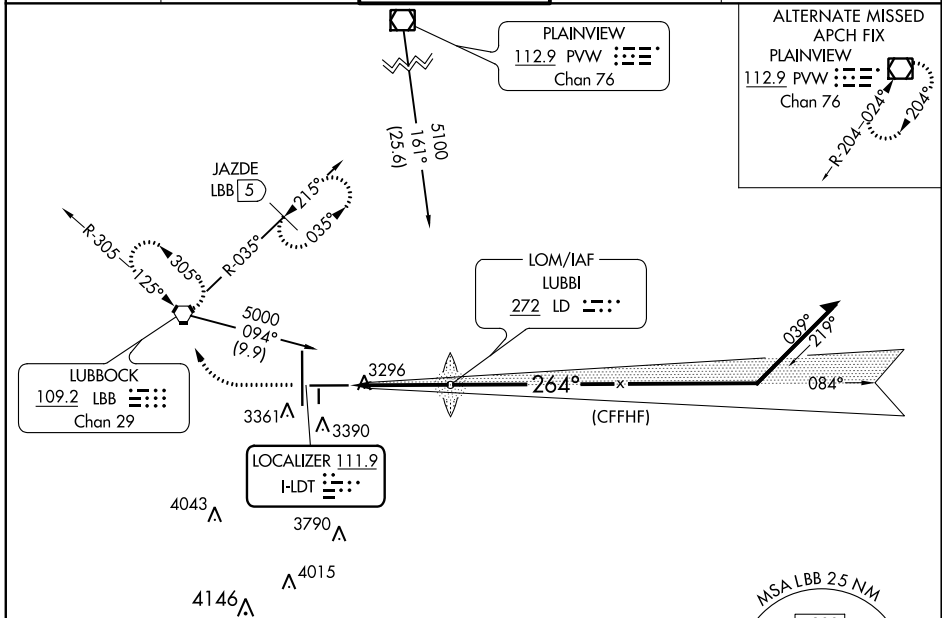 PLAINVIEW
112.9 PVW
Chan 76
ALTERNATE MISSED
APCH FIX
PLAINVIEW
112.9 PVW
Chan 76
R-204
024°
204°
5100
161°
(25.6)
JAZDE
LBB 5
215°
035°
R-035°
R-305
125°
305°
5000
094°
(9.9)
LOM/IAF
LUBBI
272 LD
039°
219°
LUBBOCK
109.2 LBB
Chan 29
3296
264°
x
084°
(CFFHF)
3361
3390
LOCALIZER 111.9
I-LDT
4043
3790
4015
4146
MSA LBB 25 NM